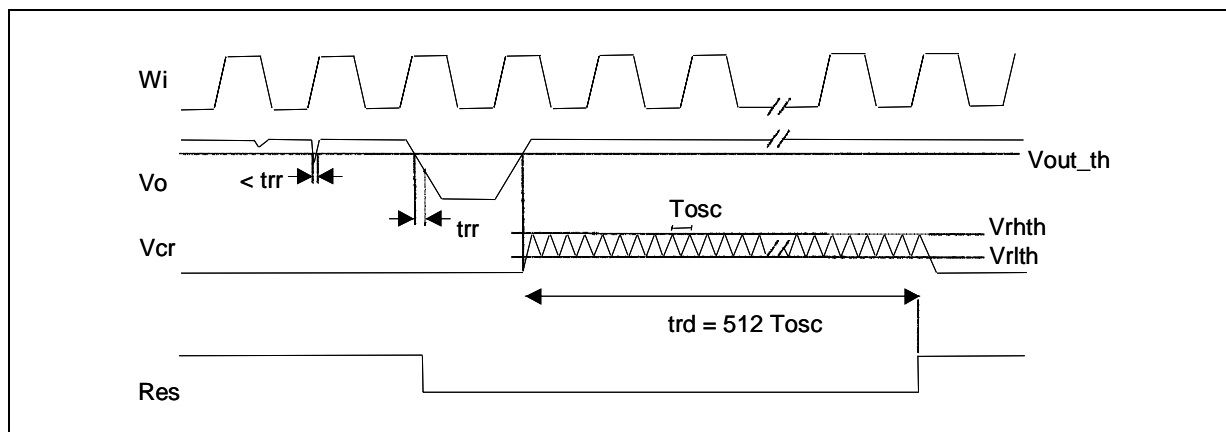 Wi
Vout_th
Vo
< trr
trr
Tosc
Vrhth
Vcr
Vrlth
trd = 512 Tosc
Res